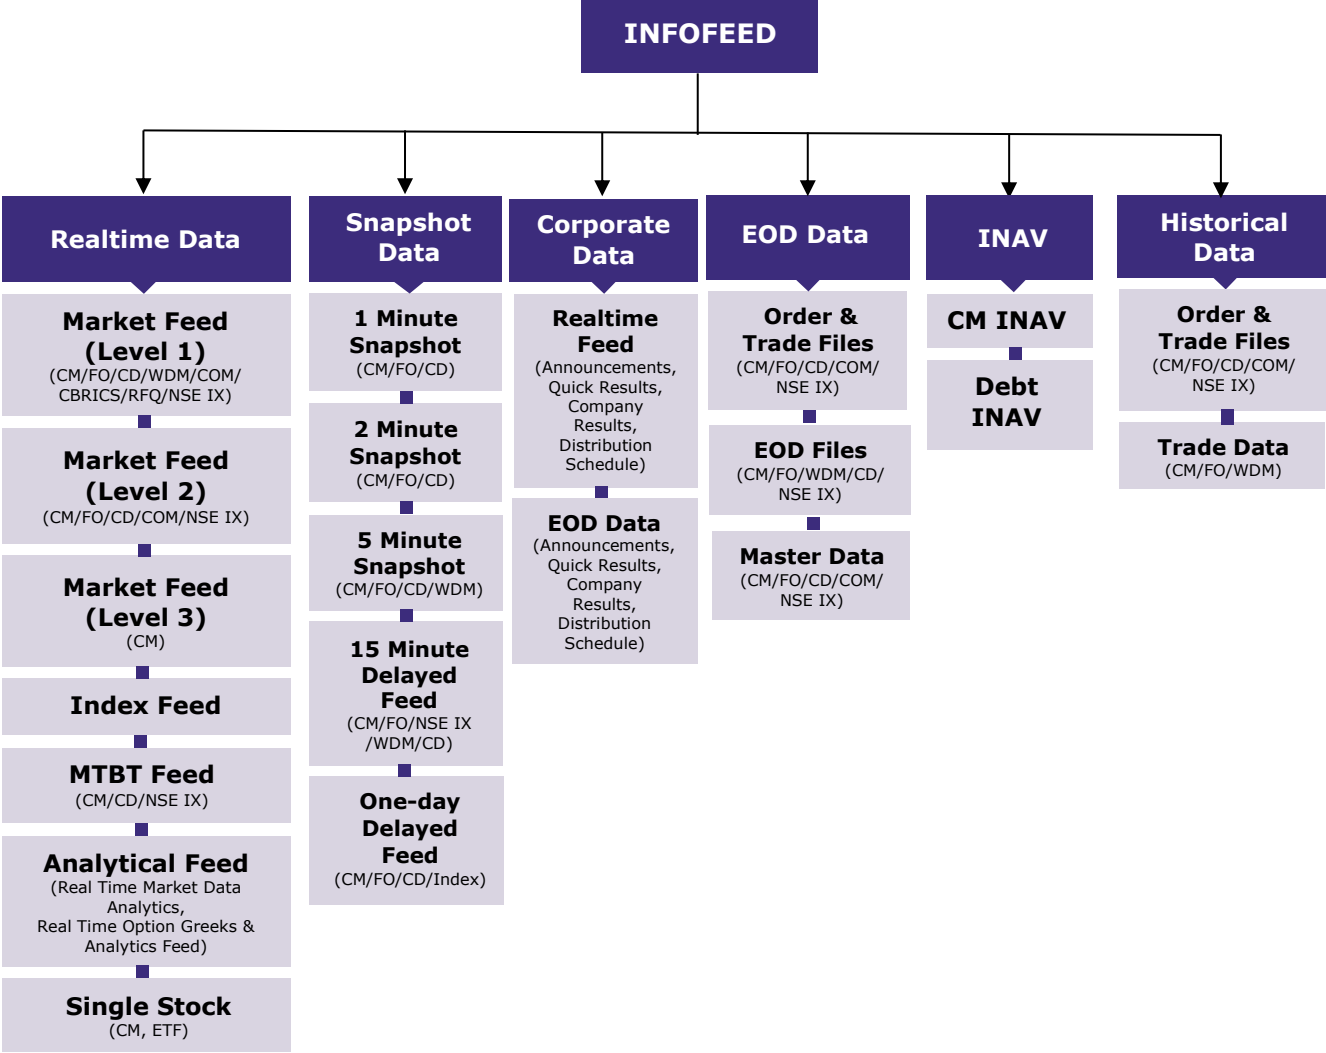 INFOFEED
Realtime Data
Market Feed
(Level 1)
(CM/FO/CD/WDM/COM/
CBRICS/RFQ/NSE IX)
Market Feed
(Level 2)
(CM/FO/CD/COM/NSE IX)
Market Feed
(Level 3)
(CM)
Index Feed
MTBT Feed
(CM/CD/NSE IX)
Analytical Feed
(Real Time Market Data
Analytics,
Real Time Option Greeks &
Analytics Feed)
Single Stock
(CM, ETF)
Snapshot
Data
1 Minute
Snapshot
(CM/FO/CD)
2 Minute
Snapshot
(CM/FO/CD)
5 Minute
Snapshot
(CM/FO/CD/WDM)
15 Minute
Delayed
Feed
(CM/FO/NSE IX
/WDM/CD)
One-day
Delayed
Feed
(CM/FO/CD/Index)
Corporate
Data
Realtime
Feed
(Announcements,
Quick Results,
Company
Results,
Distribution
Schedule)
EOD Data
(Announcements,
Quick Results,
Company
Results,
Distribution
Schedule)
EOD Data
Order &
Trade Files
(CM/FO/CD/COM/
NSE IX)
EOD Files
(CM/FO/WDM/CD/
NSE IX)
Master Data
(CM/FO/CD/COM/
NSE IX)
INAV
CM INAV
Debt
INAV
Historical
Data
Order &
Trade Files
(CM/FO/CD/COM/
NSE IX)
Trade Data
(CM/FO/WDM)